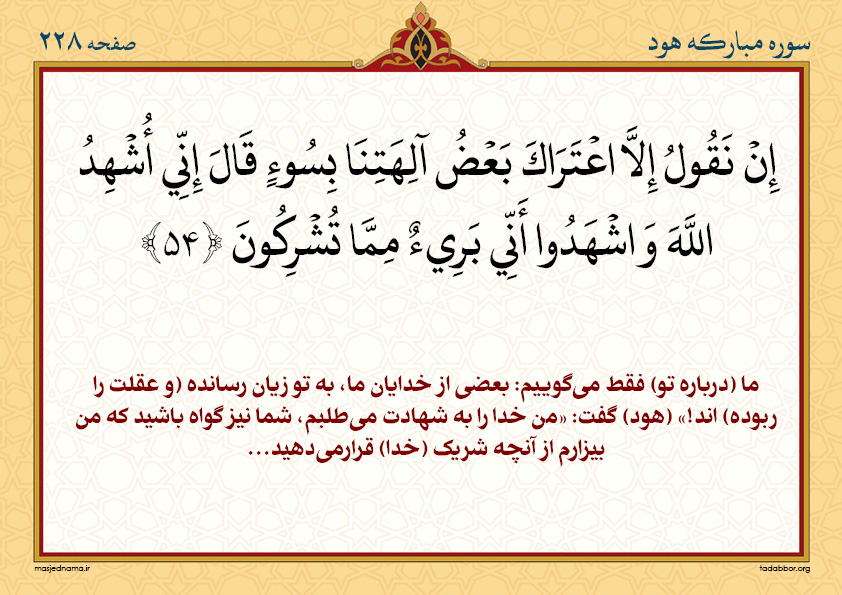 سوره مبارکه هود
صفحه ۲۲۸
إِنْ نَقُولُ إِلَّا اعْتَرَاكَ بَعْضُ آلِهَتِنَا بِسُوءٍ قَالَ إِنِّي أُشْهِدُ
اللَّهَ وَ اشْهَدُوا أَنِّي بَرِيءٌ مِمَّا تُشْرِكُونَ ﴿۵۴﴾
ما (درباره تو) فقط می‌گوییم: بعضی از خدایان ما، به تو زیان رسانده (و عقلت را
ربوده) اند!» (هود) گفت: «من خدا را به شهادت می‌طلبم، شما نیز گواه باشید که من
بیزارم از آنچه شریک (خدا) قرارمی‌دهید...
masjednama.ir
tadabbor.org